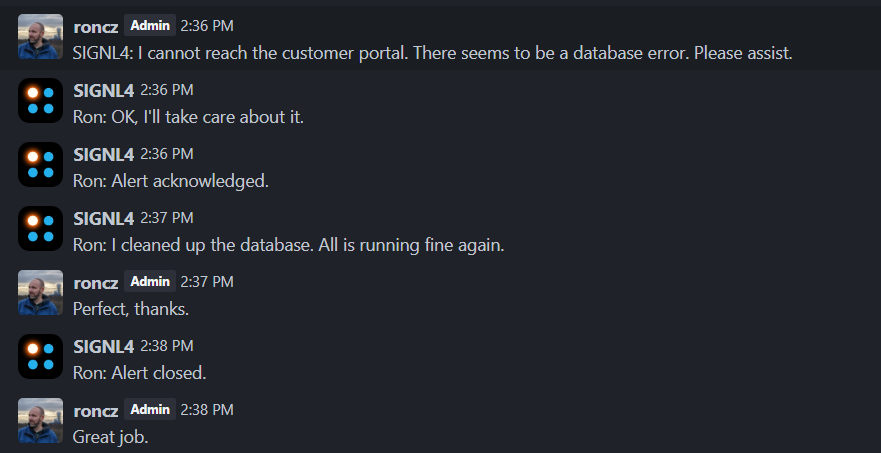 roncz Admin 2:36 PM
SIGNL4: I cannot reach the customer portal. There seems to be a database error. Please assist.
SIGNL4 2:36 PM
Ron: OK, I'll take care about it.
SIGNL4 2:36 PM
Ron: Alert acknowledged.
SIGNL4 2:37 PM
Ron: I cleaned up the database. All is running fine again.
roncz Admin 2:37 PM
Perfect, thanks.
SIGNL4 2:38 PM
Ron: Alert closed.
roncz Admin 2:38 PM
Great job.